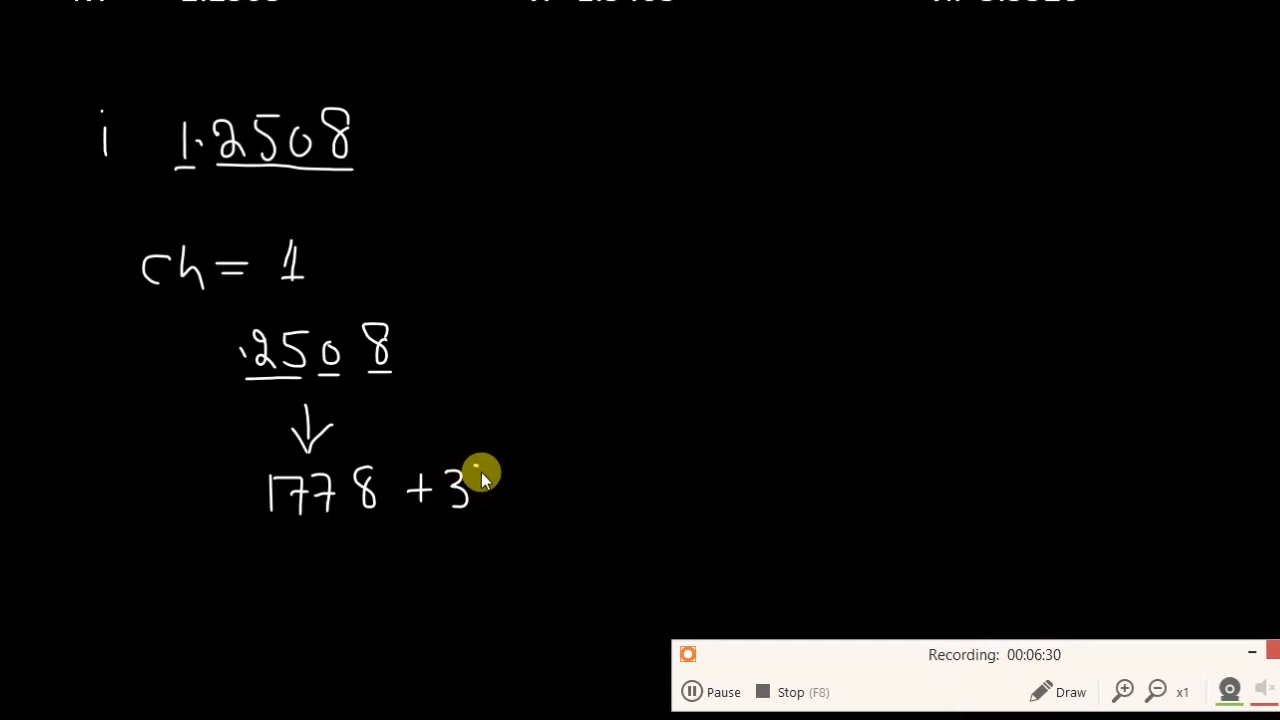 i 1.2508
ch = 1
.2508
1778 + 3
Recording: 00:06:30
Pause Stop (F8) Draw x1